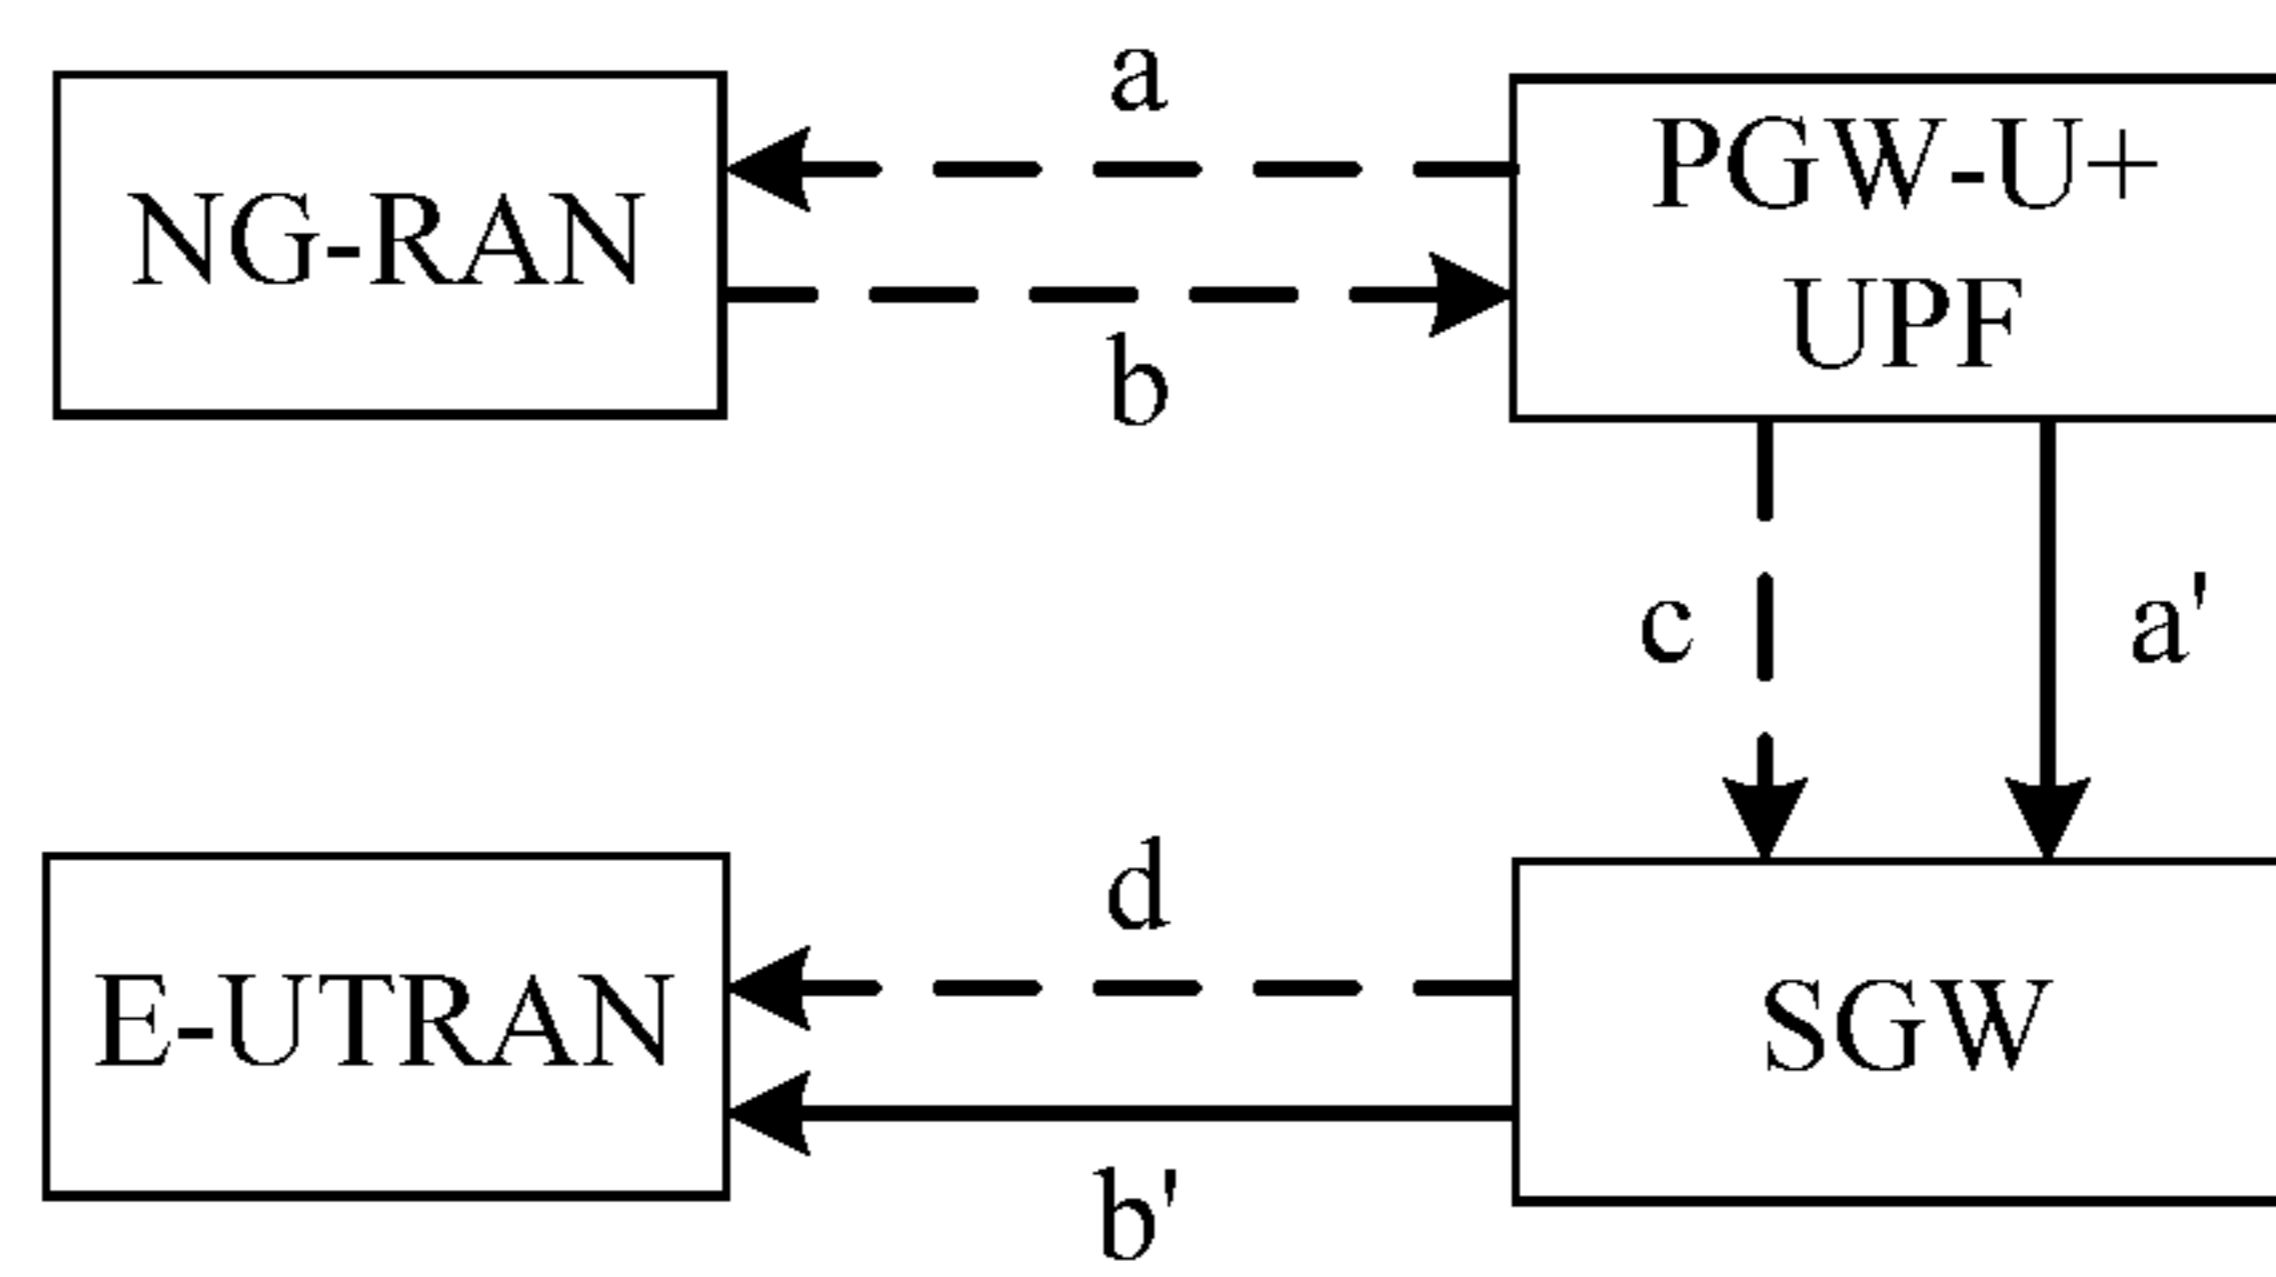 a
NG-RAN
PGW-U+
UPF
b
c
a'
d
E-UTRAN
SGW
b'